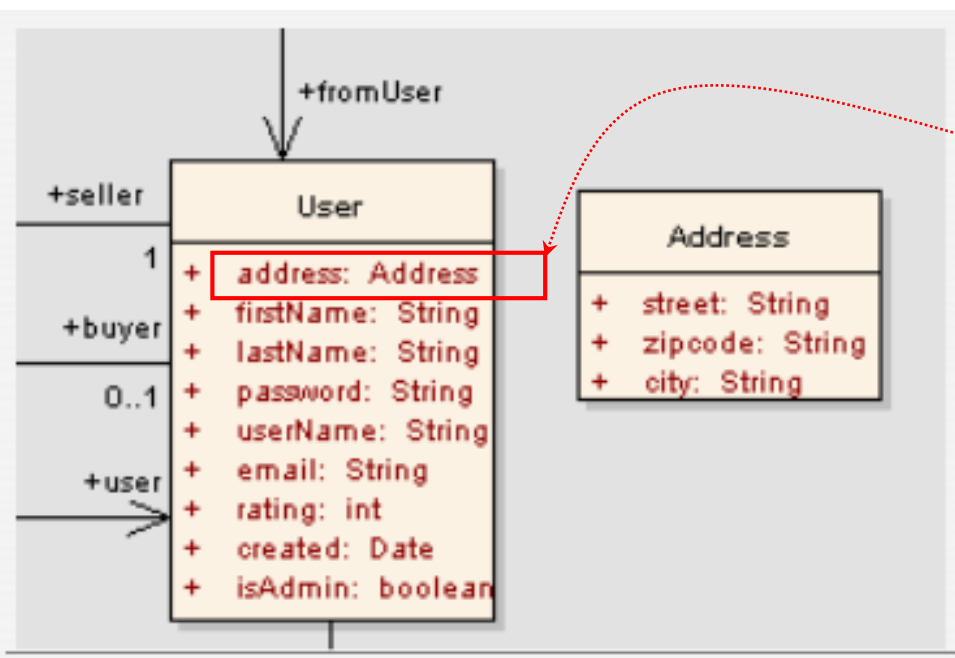 +fromUser
+seller
1
+buyer
0..1
+user
User
+ address: Address
+ firstName: String
+ lastName: String
+ password: String
+ userName: String
+ email: String
+ rating: int
+ created: Date
+ isAdmin: boolean
Address
+ street: String
+ zipcode: String
+ city: String